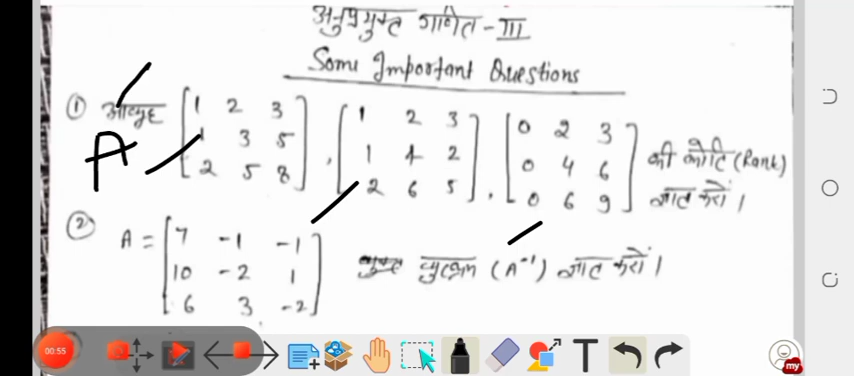 अनुप्रयुक्त गणित-III
Some Important Questions
① आव्यूह [1 2 3 / 1 3 5 / 2 5 8], [1 2 3 / 1 4 2 / 2 6 5], [0 2 3 / 0 4 6 / 0 6 9] की कोटि (Rank) ज्ञात करो।
A
② A = [7 -1 -1 / 10 -2 1 / 6 3 -2] व्युत्क्रम (A⁻¹) ज्ञात करों।
00:55
T
my